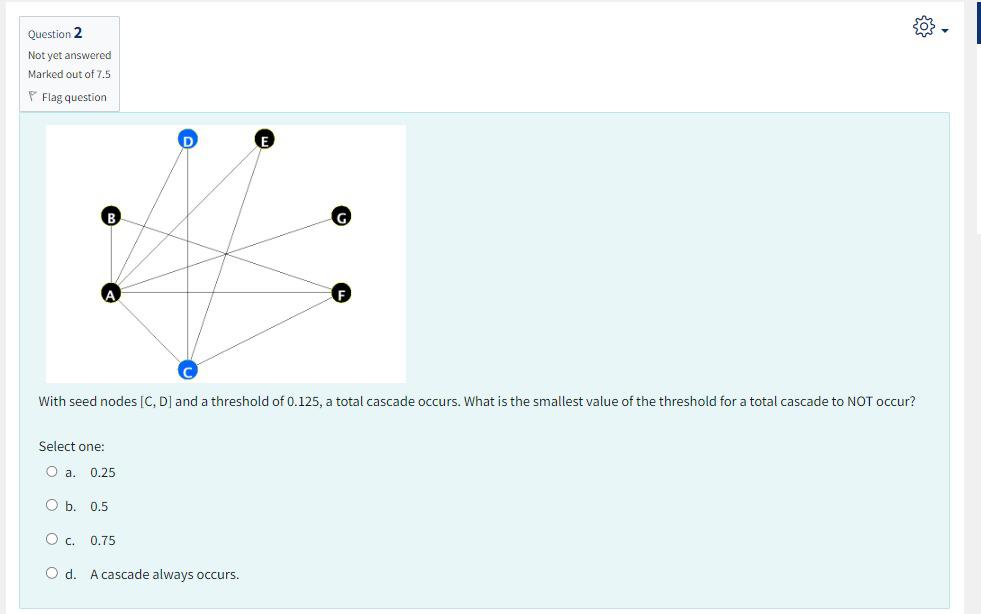 Question 2
Not yet answered
Marked out of 7.5
Flag question
D E
B G
A F
C
With seed nodes [C, D] and a threshold of 0.125, a total cascade occurs. What is the smallest value of the threshold for a total cascade to NOT occur?
Select one:
a. 0.25
b. 0.5
c. 0.75
d. A cascade always occurs.